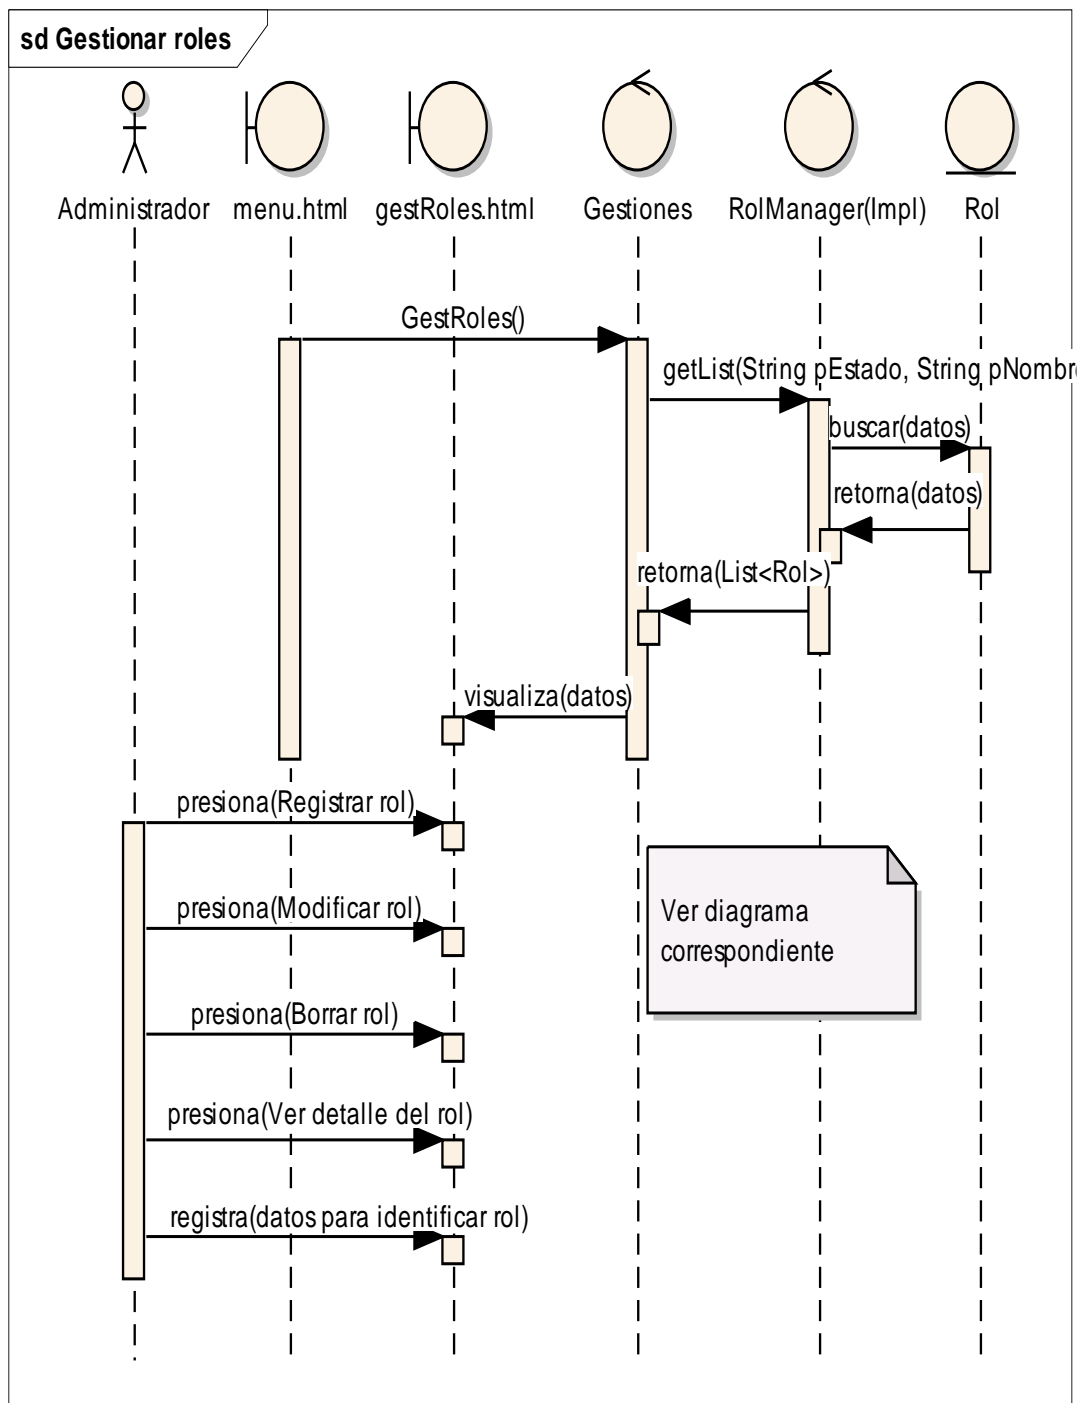 sd Gestionar roles
Administrador
menu.html
gestRoles.html
Gestiones
RolManager(Impl)
Rol
GestRoles()
getList(String pEstado, String pNombre
buscar(datos)
retorna(datos)
retorna(List<Rol>)
visualiza(datos)
presiona(Registrar rol)
presiona(Modificar rol)
Ver diagrama
correspondiente
presiona(Borrar rol)
presiona(Ver detalle del rol)
registra(datos para identificar rol)